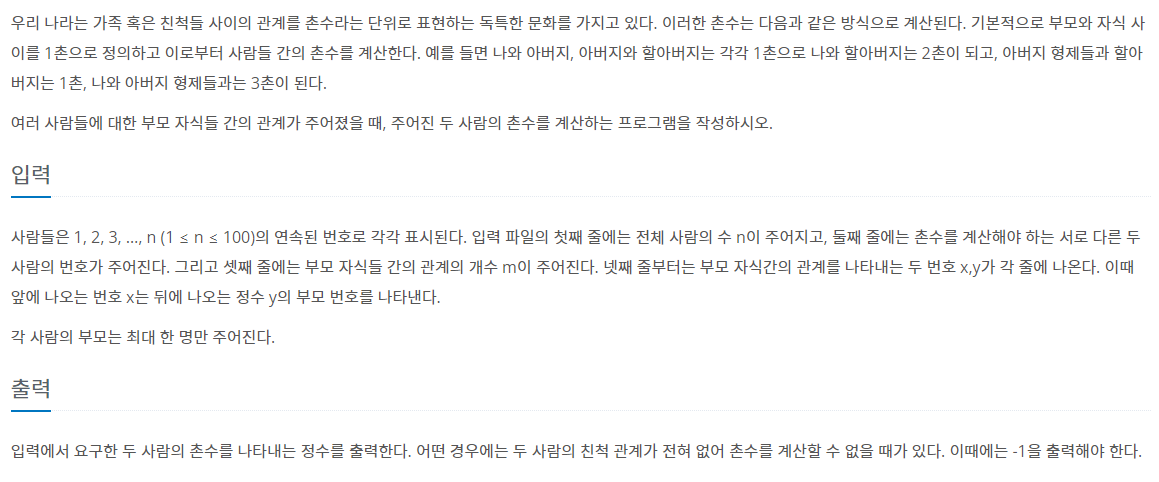 우리 나라는 가족 혹은 친척들 사이의 관계를 촌수라는 단위로 표현하는 독특한 문화를 가지고 있다. 이러한 촌수는 다음과 같은 방식으로 계산된다. 기본적으로 부모와 자식 사
이를 1촌으로 정의하고 이로부터 사람들 간의 촌수를 계산한다. 예를 들면 나와 아버지, 아버지와 할아버지는 각각 1촌으로 나와 할아버지는 2촌이 되고, 아버지 형제들과 할아
버지는 1촌, 나와 아버지 형제들과는 3촌이 된다.
여러 사람들에 대한 부모 자식들 간의 관계가 주어졌을 때, 주어진 두 사람의 촌수를 계산하는 프로그램을 작성하시오.
입력
사람들은 1, 2, 3, …, n (1 ≤ n ≤ 100)의 연속된 번호로 각각 표시된다. 입력 파일의 첫째 줄에는 전체 사람의 수 n이 주어지고, 둘째 줄에는 촌수를 계산해야 하는 서로 다른 두
사람의 번호가 주어진다. 그리고 셋째 줄에는 부모 자식들 간의 관계의 개수 m이 주어진다. 넷째 줄부터는 부모 자식간의 관계를 나타내는 두 번호 x,y가 각 줄에 나온다. 이때
앞에 나오는 번호 x는 뒤에 나오는 정수 y의 부모 번호를 나타낸다.
각 사람의 부모는 최대 한 명만 주어진다.
출력
입력에서 요구한 두 사람의 촌수를 나타내는 정수를 출력한다. 어떤 경우에는 두 사람의 친척 관계가 전혀 없어 촌수를 계산할 수 없을 때가 있다. 이때에는 -1을 출력해야 한다.